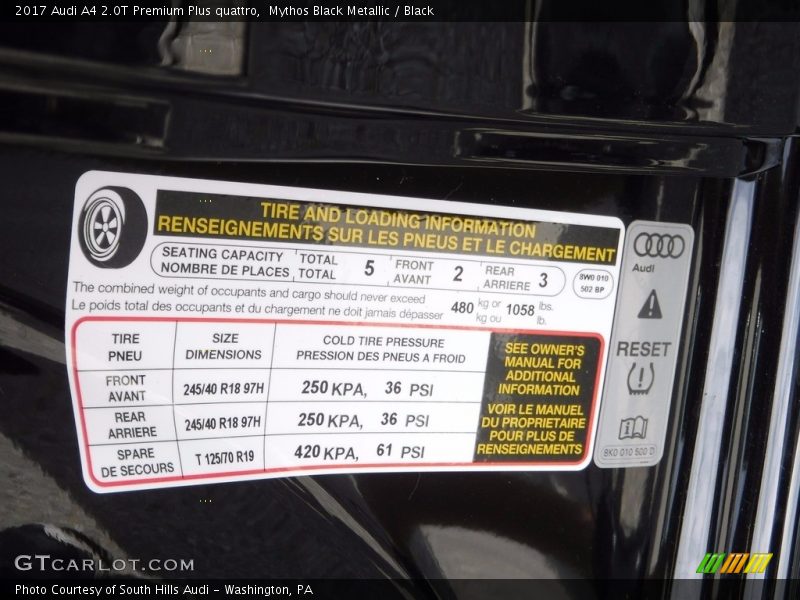 2017 Audi A4 2.0T Premium Plus quattro,  Mythos Black Metallic / Black
TIRE AND LOADING INFORMATION
RENSEIGNEMENTS SUR LES PNEUS ET LE CHARGEMENT
SEATING CAPACITY TOTAL 5 FRONT 2 REAR 3
NOMBRE DE PLACES TOTAL AVANT ARRIERE
8W0 010
502 BP
The combined weight of occupants and cargo should never exceed 480 kg or 1058 lbs.
Le poids total des occupants et du chargement ne doit jamais dépasser kg ou lb.
TIRE SIZE COLD TIRE PRESSURE
PNEU DIMENSIONS PRESSION DES PNEUS A FROID
FRONT
AVANT
245/40 R18 97H 250 KPA, 36 PSI
REAR
ARRIERE
245/40 R18 97H 250 KPA, 36 PSI
SPARE
DE SECOURS
T 125/70 R19 420 KPA, 61 PSI
SEE OWNER'S
MANUAL FOR
ADDITIONAL
INFORMATION
VOIR LE MANUEL
DU PROPRIETAIRE
POUR PLUS DE
RENSEIGNEMENTS
Audi
RESET
8K0 010 500 D
GTCARLOT.COM
Photo Courtesy of South Hills Audi - Washington, PA